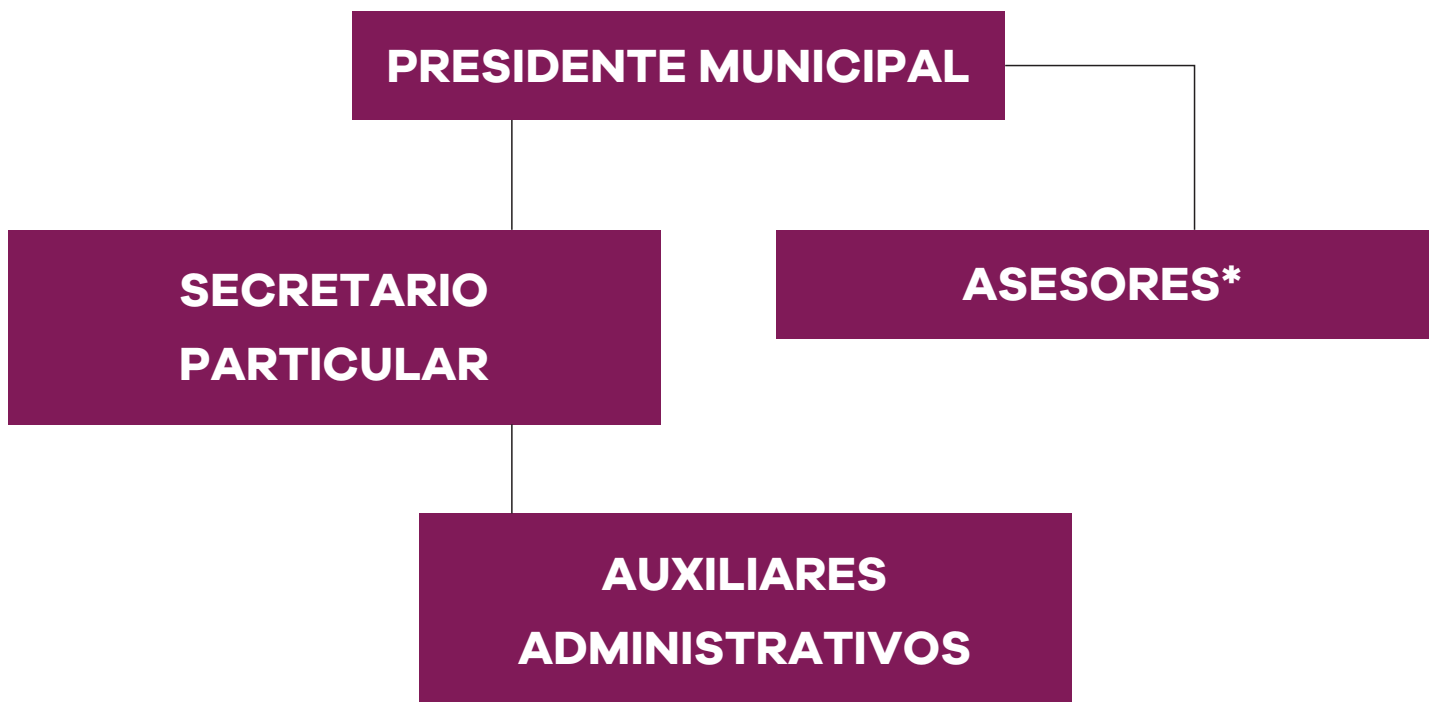 PRESIDENTE MUNICIPAL
SECRETARIO
PARTICULAR
ASESORES*
AUXILIARES
ADMINISTRATIVOS